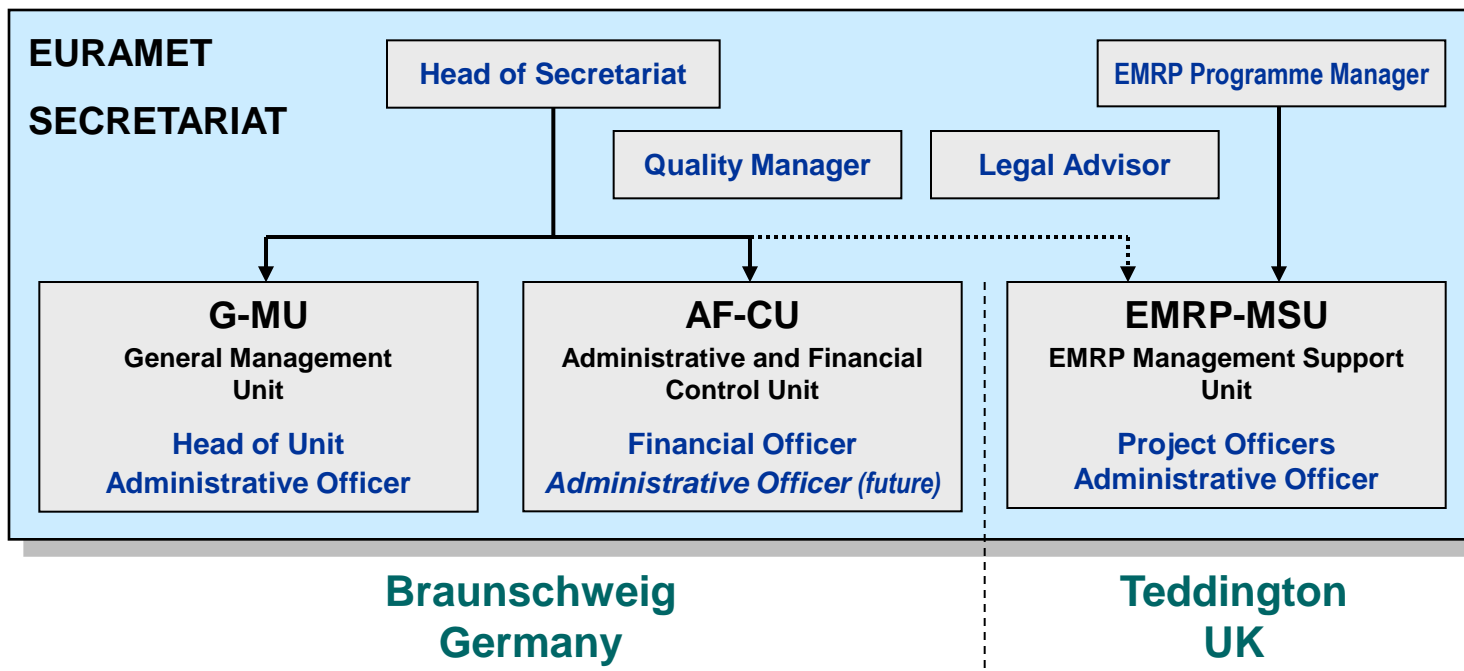 EURAMET
SECRETARIAT
Head of Secretariat
EMRP Programme Manager
Quality Manager
Legal Advisor
G-MU
General Management
Unit
Head of Unit
Administrative Officer
AF-CU
Administrative and Financial
Control Unit
Financial Officer
Administrative Officer (future)
EMRP-MSU
EMRP Management Support
Unit
Project Officers
Administrative Officer
Braunschweig
Germany
Teddington
UK